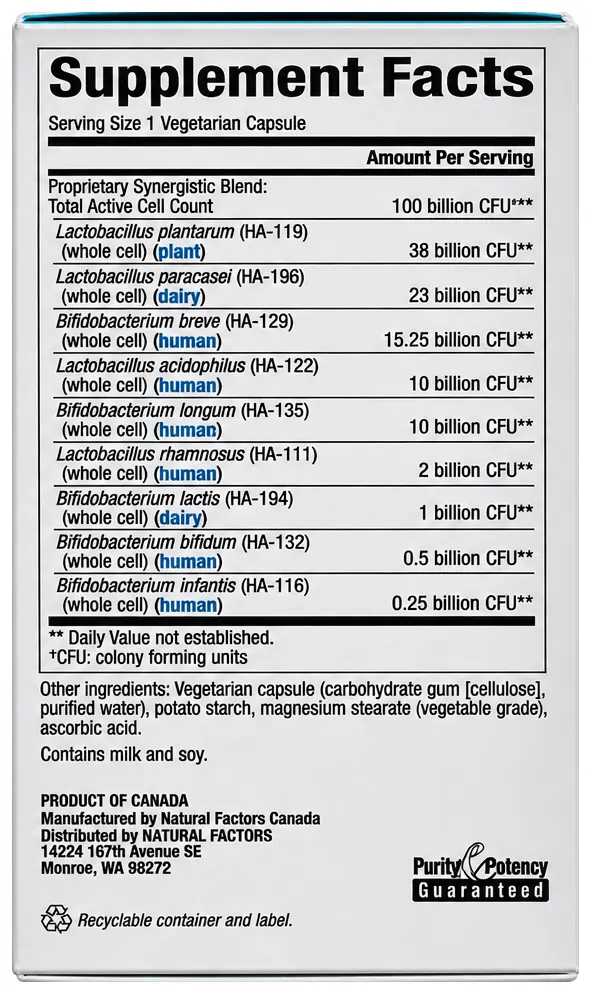 Supplement Facts
Serving Size 1 Vegetarian Capsule
Amount Per Serving
Proprietary Synergistic Blend:
Total Active Cell Count 100 billion CFU†**
Lactobacillus plantarum (HA-119)
(whole cell) (plant) 38 billion CFU**
Lactobacillus paracasei (HA-196)
(whole cell) (dairy) 23 billion CFU**
Bifidobacterium breve (HA-129)
(whole cell) (human) 15.25 billion CFU**
Lactobacillus acidophilus (HA-122)
(whole cell) (human) 10 billion CFU**
Bifidobacterium longum (HA-135)
(whole cell) (human) 10 billion CFU**
Lactobacillus rhamnosus (HA-111)
(whole cell) (human) 2 billion CFU**
Bifidobacterium lactis (HA-194)
(whole cell) (dairy) 1 billion CFU**
Bifidobacterium bifidum (HA-132)
(whole cell) (human) 0.5 billion CFU**
Bifidobacterium infantis (HA-116)
(whole cell) (human) 0.25 billion CFU**
** Daily Value not established.
†CFU: colony forming units
Other ingredients: Vegetarian capsule (carbohydrate gum [cellulose],
purified water), potato starch, magnesium stearate (vegetable grade),
ascorbic acid.
Contains milk and soy.
PRODUCT OF CANADA
Manufactured by Natural Factors Canada
Distributed by NATURAL FACTORS
14224 167th Avenue SE
Monroe, WA 98272
Purity & Potency
Guaranteed
Recyclable container and label.